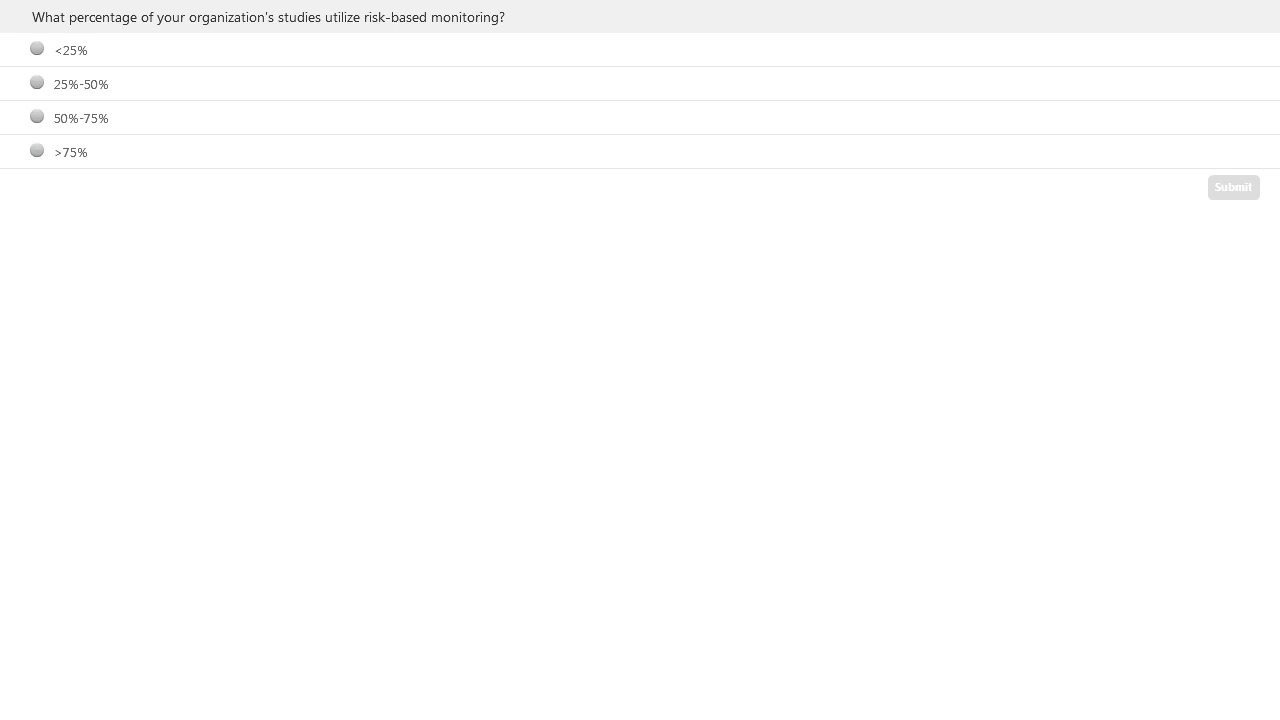 What percentage of your organization's studies utilize risk-based monitoring?
<25%
25%-50%
50%-75%
>75%
Submit